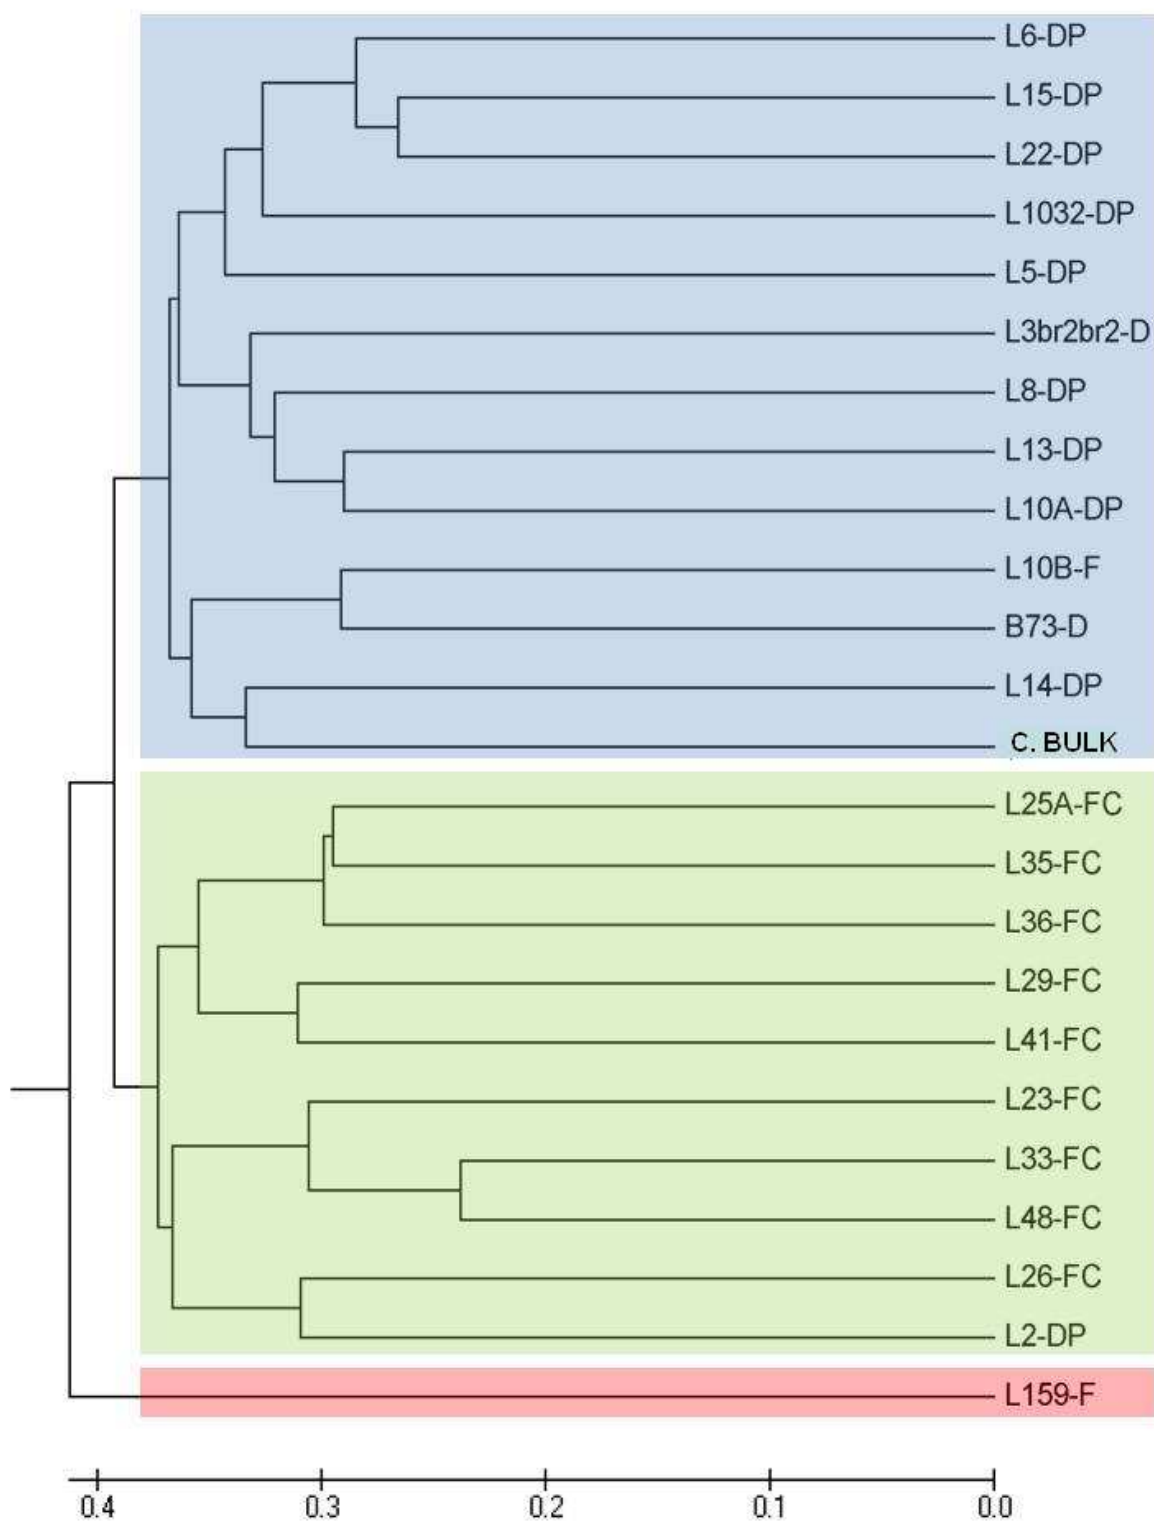 L6-DP
L15-DP
L22-DP
L1032-DP
L5-DP
L3br2br2-D
L8-DP
L13-DP
L10A-DP
L10B-F
B73-D
L14-DP
C. BULK
L25A-FC
L35-FC
L36-FC
L29-FC
L41-FC
L23-FC
L33-FC
L48-FC
L26-FC
L2-DP
L159-F
0.4 0.3 0.2 0.1 0.0